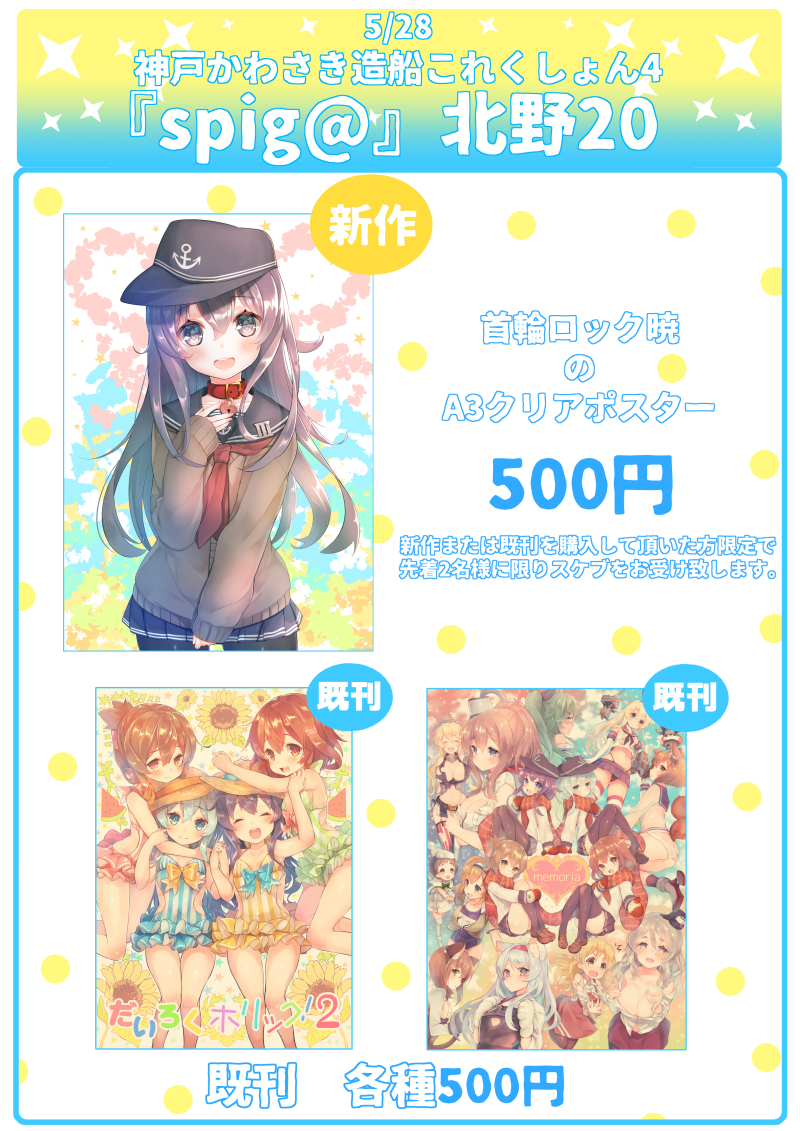 5/28
神戸かわさき造船これくしょん4
『spig@』北野20
新作
首輪ロック暁
の
A3クリアポスター
500円
新作または既刊を購入して頂いた方限定で
先着2名様に限りスケブをお受け致します。
既刊
既刊
memoria
だいろくホリック!2
既刊 各種500円